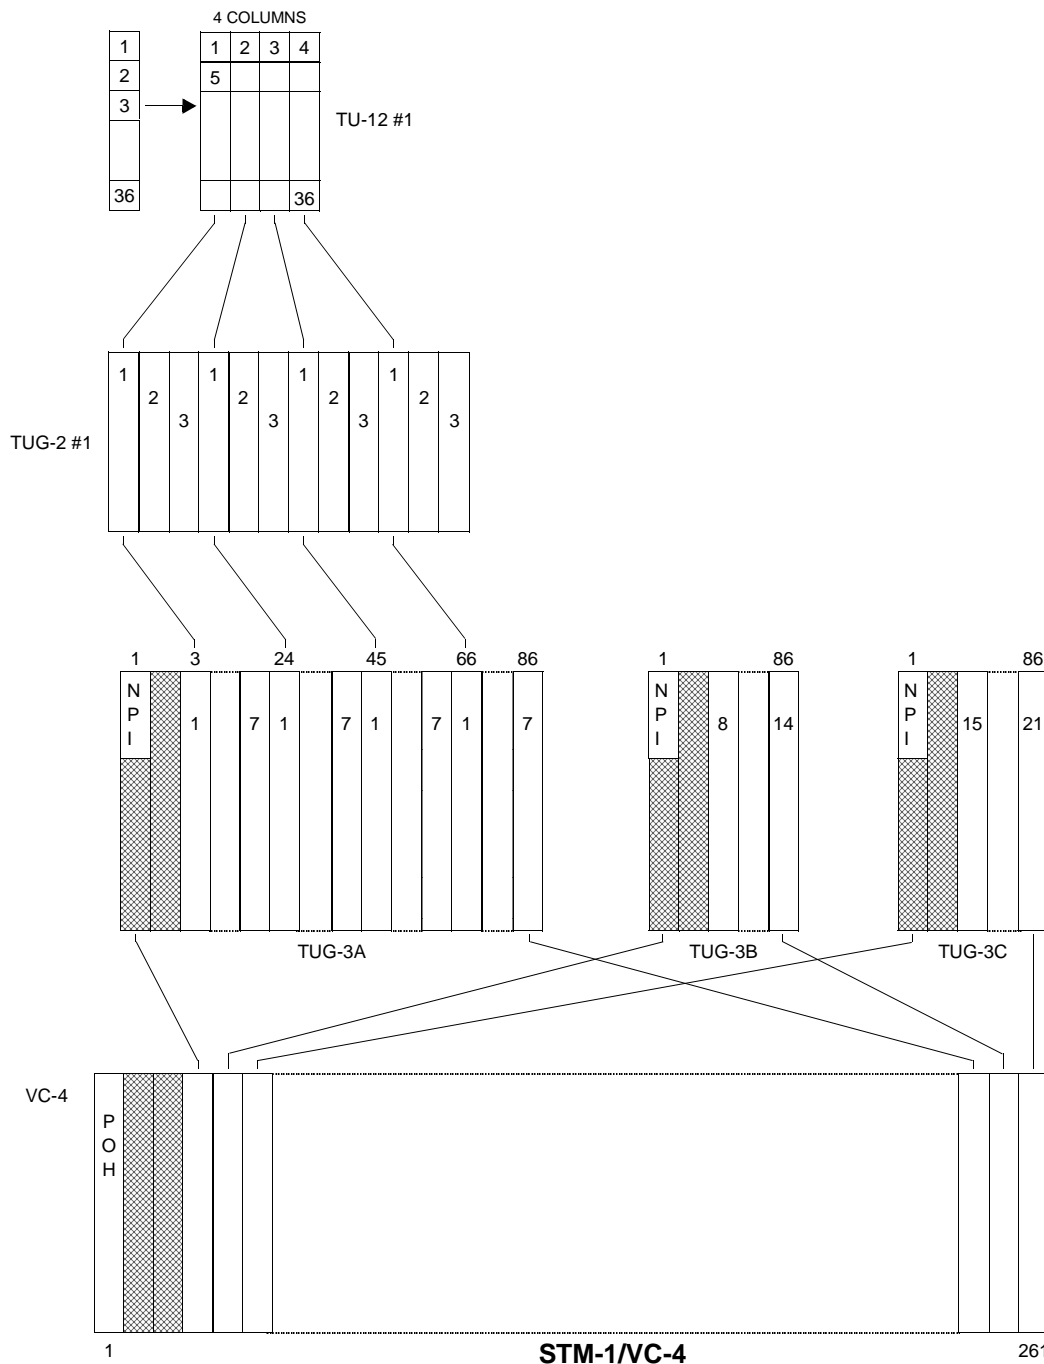 4 COLUMNS
1 1 2 3 4
2 5
3
TU-12 #1
36 36
1 1 1 1
2 2 2 2
3 3 3 3
TUG-2 #1
1 3 24 45 66 86 1 86 1 86
N N N
P P P
I I I
1 7 1 7 1 7 1 7 8 14 15 21
TUG-3A TUG-3B TUG-3C
VC-4
P
O
H
1 STM-1/VC-4 261